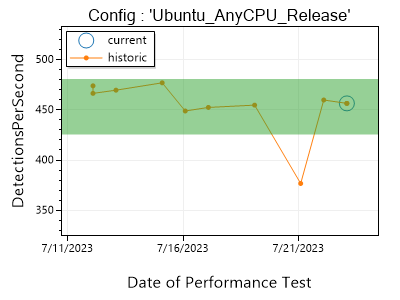 Config : 'Ubuntu_AnyCPU_Release'
current
historic
DetectionsPerSecond
500
450
400
350
7/11/2023
7/16/2023
7/21/2023
Date of Performance Test